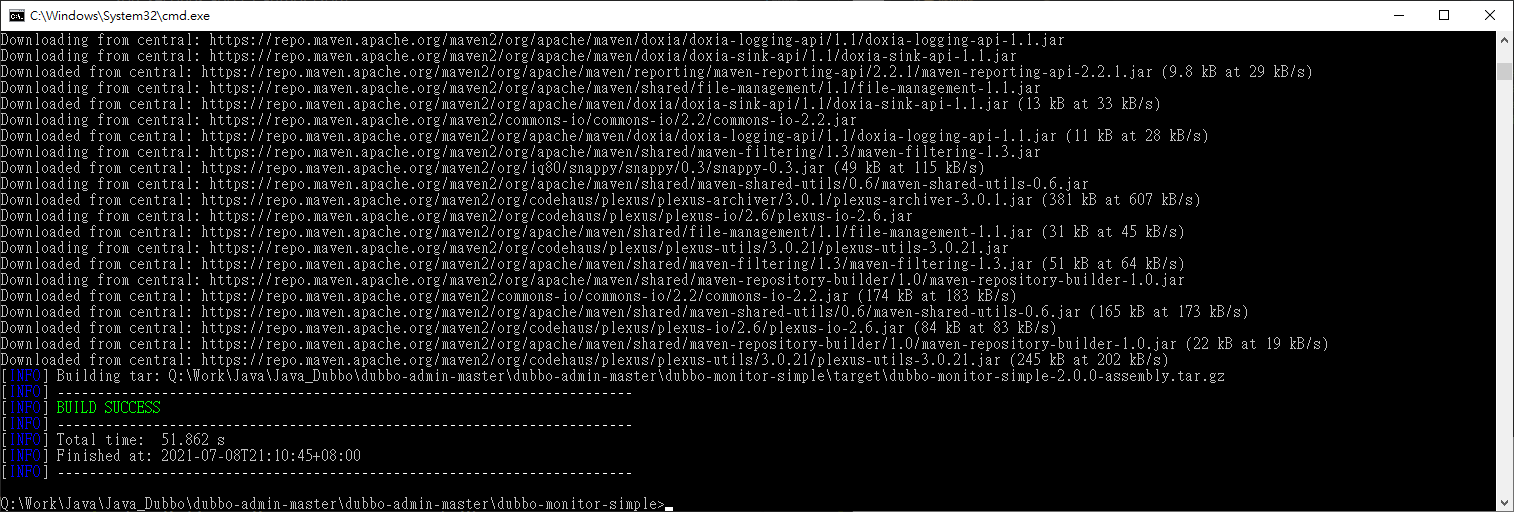 C:\Windows\System32\cmd.exe
Downloading from central: https://repo.maven.apache.org/maven2/org/apache/maven/doxia/doxia-logging-api/1.1/doxia-logging-api-1.1.jar
Downloading from central: https://repo.maven.apache.org/maven2/org/apache/maven/doxia/doxia-sink-api/1.1/doxia-sink-api-1.1.jar
Downloaded from central: https://repo.maven.apache.org/maven2/org/apache/maven/reporting/maven-reporting-api/2.2.1/maven-reporting-api-2.2.1.jar (9.8 kB at 29 kB/s)
Downloading from central: https://repo.maven.apache.org/maven2/org/apache/maven/shared/file-management/1.1/file-management-1.1.jar
Downloaded from central: https://repo.maven.apache.org/maven2/org/apache/maven/doxia/doxia-sink-api/1.1/doxia-sink-api-1.1.jar (13 kB at 33 kB/s)
Downloading from central: https://repo.maven.apache.org/maven2/commons-io/commons-io/2.2/commons-io-2.2.jar
Downloaded from central: https://repo.maven.apache.org/maven2/org/apache/maven/doxia/doxia-logging-api/1.1/doxia-logging-api-1.1.jar (11 kB at 28 kB/s)
Downloading from central: https://repo.maven.apache.org/maven2/org/apache/maven/shared/maven-filtering/1.3/maven-filtering-1.3.jar
Downloaded from central: https://repo.maven.apache.org/maven2/org/iq80/snappy/snappy/0.3/snappy-0.3.jar (49 kB at 115 kB/s)
Downloading from central: https://repo.maven.apache.org/maven2/org/apache/maven/shared/maven-shared-utils/0.6/maven-shared-utils-0.6.jar
Downloaded from central: https://repo.maven.apache.org/maven2/org/codehaus/plexus/plexus-archiver/3.0.1/plexus-archiver-3.0.1.jar (381 kB at 607 kB/s)
Downloading from central: https://repo.maven.apache.org/maven2/org/codehaus/plexus/plexus-io/2.6/plexus-io-2.6.jar
Downloaded from central: https://repo.maven.apache.org/maven2/org/apache/maven/shared/file-management/1.1/file-management-1.1.jar (31 kB at 45 kB/s)
Downloading from central: https://repo.maven.apache.org/maven2/org/codehaus/plexus/plexus-utils/3.0.21/plexus-utils-3.0.21.jar
Downloaded from central: https://repo.maven.apache.org/maven2/org/apache/maven/shared/maven-filtering/1.3/maven-filtering-1.3.jar (51 kB at 64 kB/s)
Downloading from central: https://repo.maven.apache.org/maven2/org/apache/maven/shared/maven-repository-builder/1.0/maven-repository-builder-1.0.jar
Downloaded from central: https://repo.maven.apache.org/maven2/commons-io/commons-io/2.2/commons-io-2.2.jar (174 kB at 183 kB/s)
Downloaded from central: https://repo.maven.apache.org/maven2/org/apache/maven/shared/maven-shared-utils/0.6/maven-shared-utils-0.6.jar (165 kB at 173 kB/s)
Downloaded from central: https://repo.maven.apache.org/maven2/org/codehaus/plexus/plexus-io/2.6/plexus-io-2.6.jar (84 kB at 83 kB/s)
Downloaded from central: https://repo.maven.apache.org/maven2/org/apache/maven/shared/maven-repository-builder/1.0/maven-repository-builder-1.0.jar (22 kB at 19 kB/s)
Downloaded from central: https://repo.maven.apache.org/maven2/org/codehaus/plexus/plexus-utils/3.0.21/plexus-utils-3.0.21.jar (245 kB at 202 kB/s)
[INFO] Building tar: Q:\Work\Java\Java_Dubbo\dubbo-admin-master\dubbo-admin-master\dubbo-monitor-simple\target\dubbo-monitor-simple-2.0.0-assembly.tar.gz
[INFO] ------------------------------------------------------------------------
[INFO] BUILD SUCCESS
[INFO] ------------------------------------------------------------------------
[INFO] Total time:  51.862 s
[INFO] Finished at: 2021-07-08T21:10:45+08:00
[INFO] ------------------------------------------------------------------------
Q:\Work\Java\Java_Dubbo\dubbo-admin-master\dubbo-admin-master\dubbo-monitor-simple>